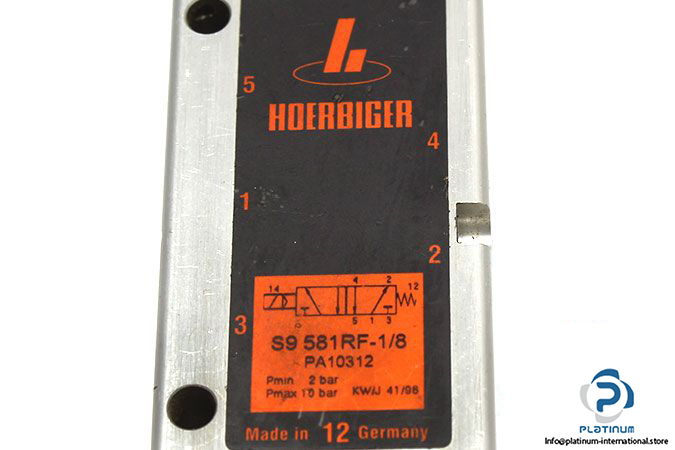 5
HOERBIGER
4
1
2
3
14 4 2 12
5 1 3
S9 581RF-1/8
PA10312
Pmin 2 bar
Pmax 10 bar KW/J 41/98
Made in 12 Germany
PLATINUM
info@platinum-international.store